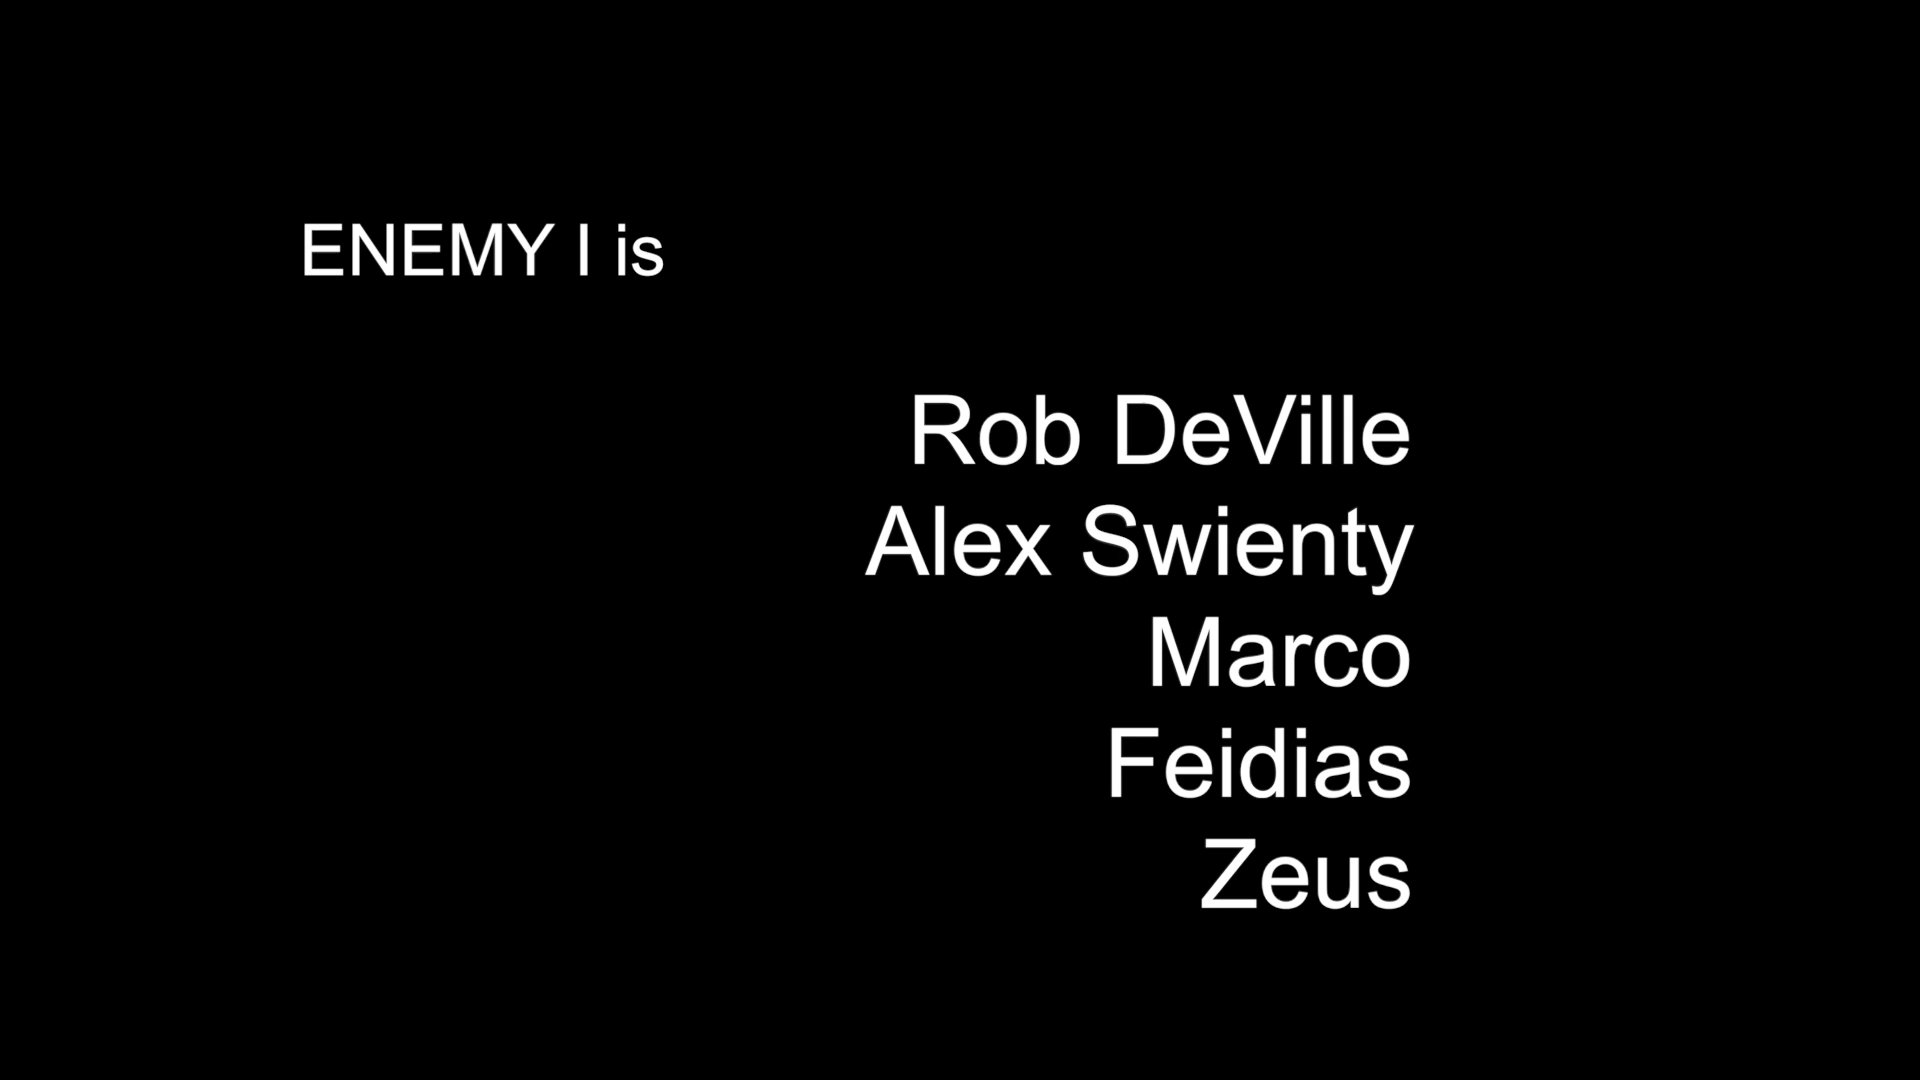 ENEMY I is
Rob DeVille
Alex Swienty
Marco
Feidias
Zeus